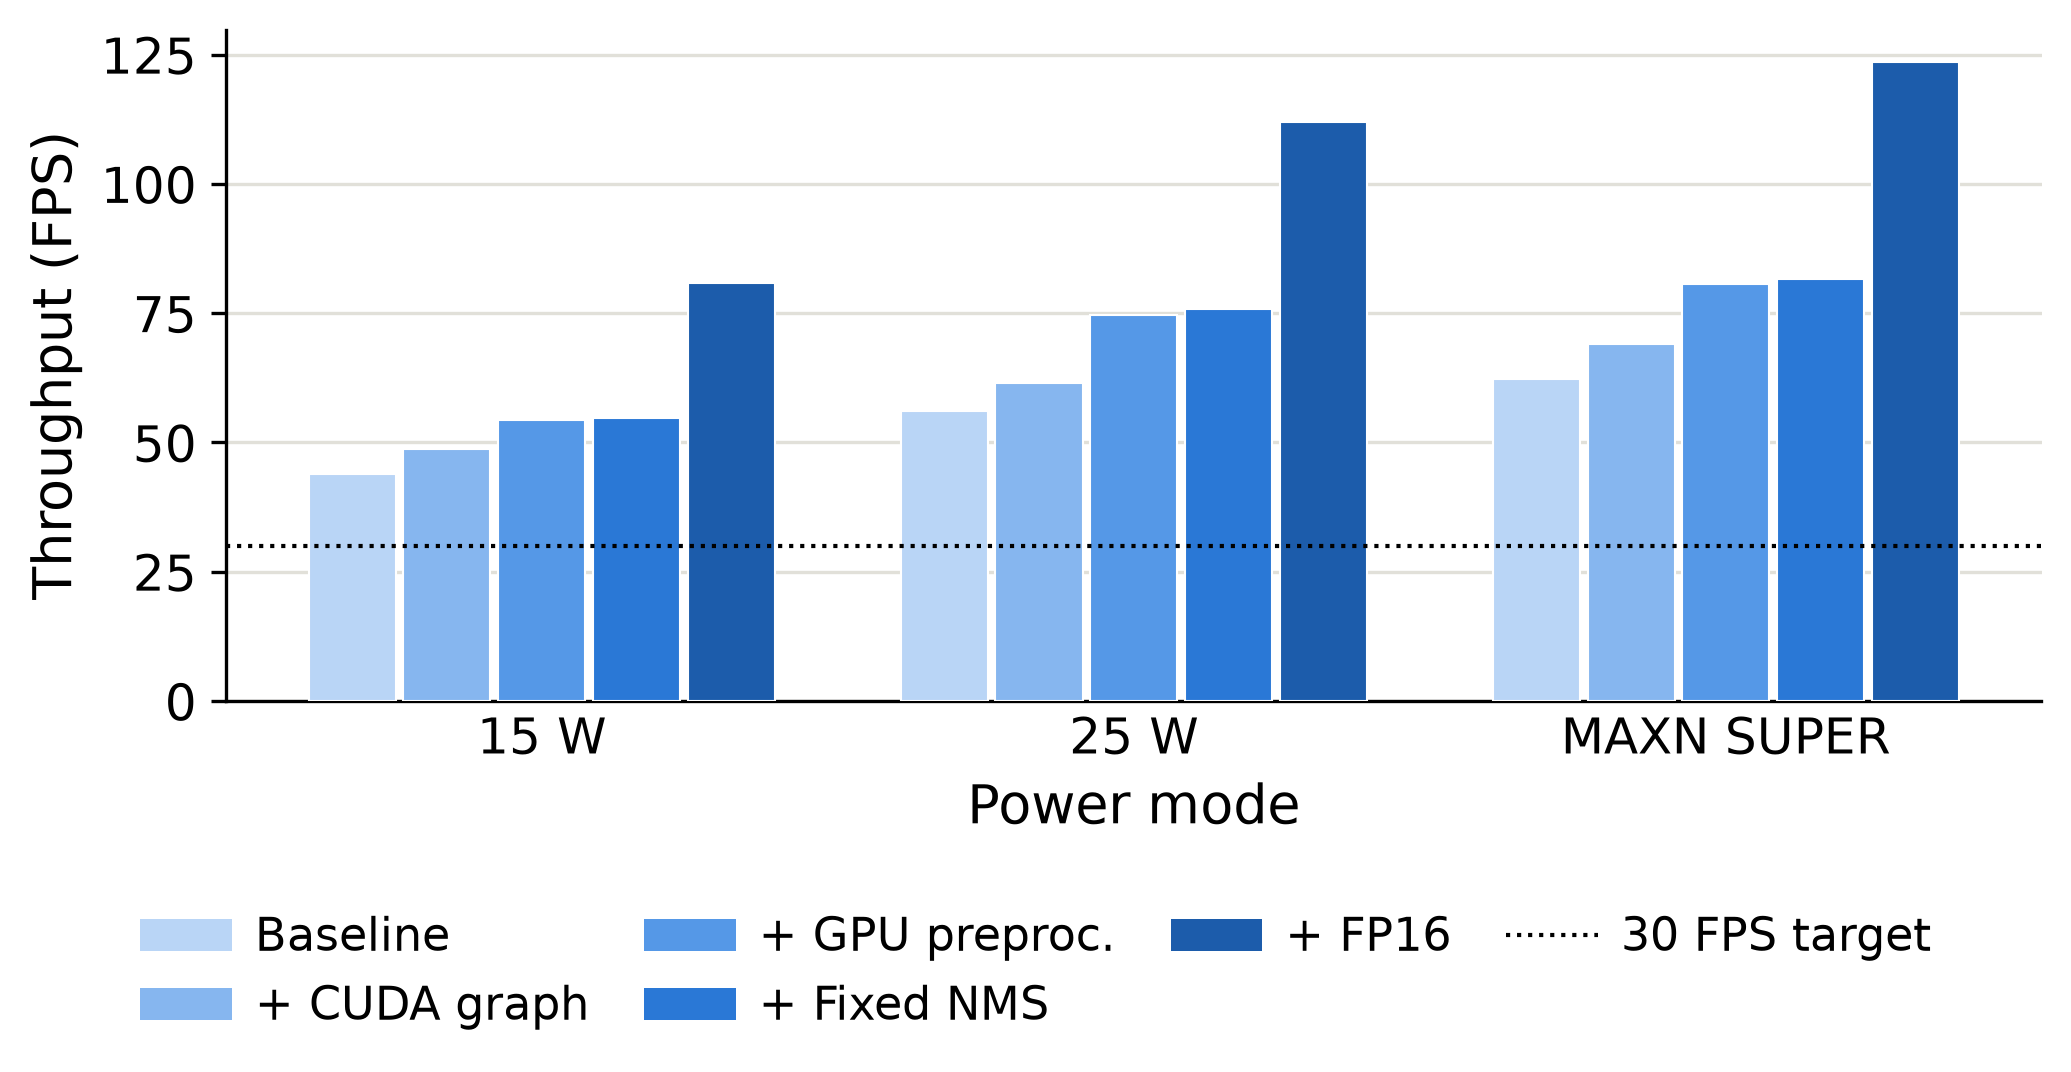 Throughput (FPS)
125
100
75
50
25
0
15 W
25 W
MAXN SUPER
Power mode
Baseline
+ CUDA graph
+ GPU preproc.
+ Fixed NMS
+ FP16
30 FPS target